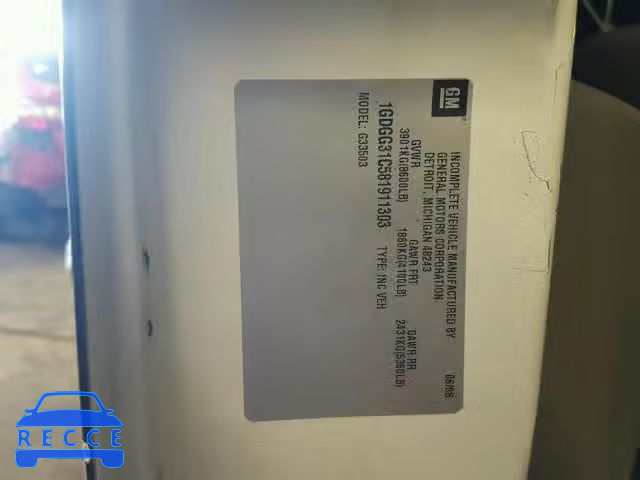 GM
INCOMPLETE VEHICLE MANUFACTURED BY
GENERAL MOTORS CORPORATION
DETROIT, MICHIGAN 48243
06/08
GVWR GAWR FRT GAWR RR
3901KG(8600LB) 1860KG(4100LB) 2431KG(5360LB)
1GDGG31C581911303 TYPE: INC VEH
MODEL: G33503
RECCE